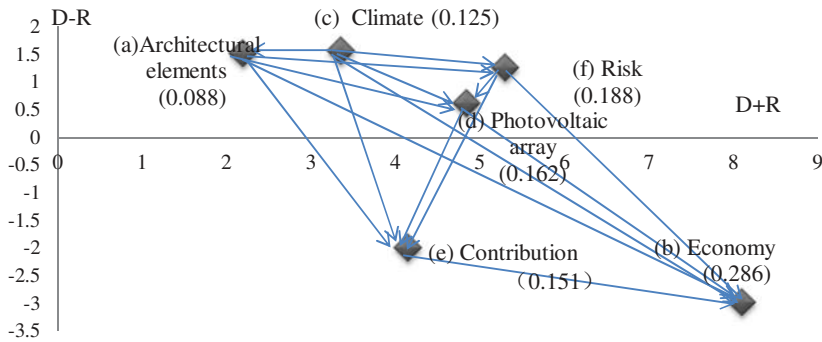 D-R
(c) Climate (0.125)
2
1.5
1
0.5
0
-0.5
-1
-1.5
-2
-2.5
-3
-3.5
(a)Architectural
elements
(0.088)
(f) Risk
(0.188)
D+R
(d) Photovoltaic
array
(0.162)
0 1 2 3 4 5 6 7 8 9
(e) Contribution
（0.151）
(b) Economy
(0.286)